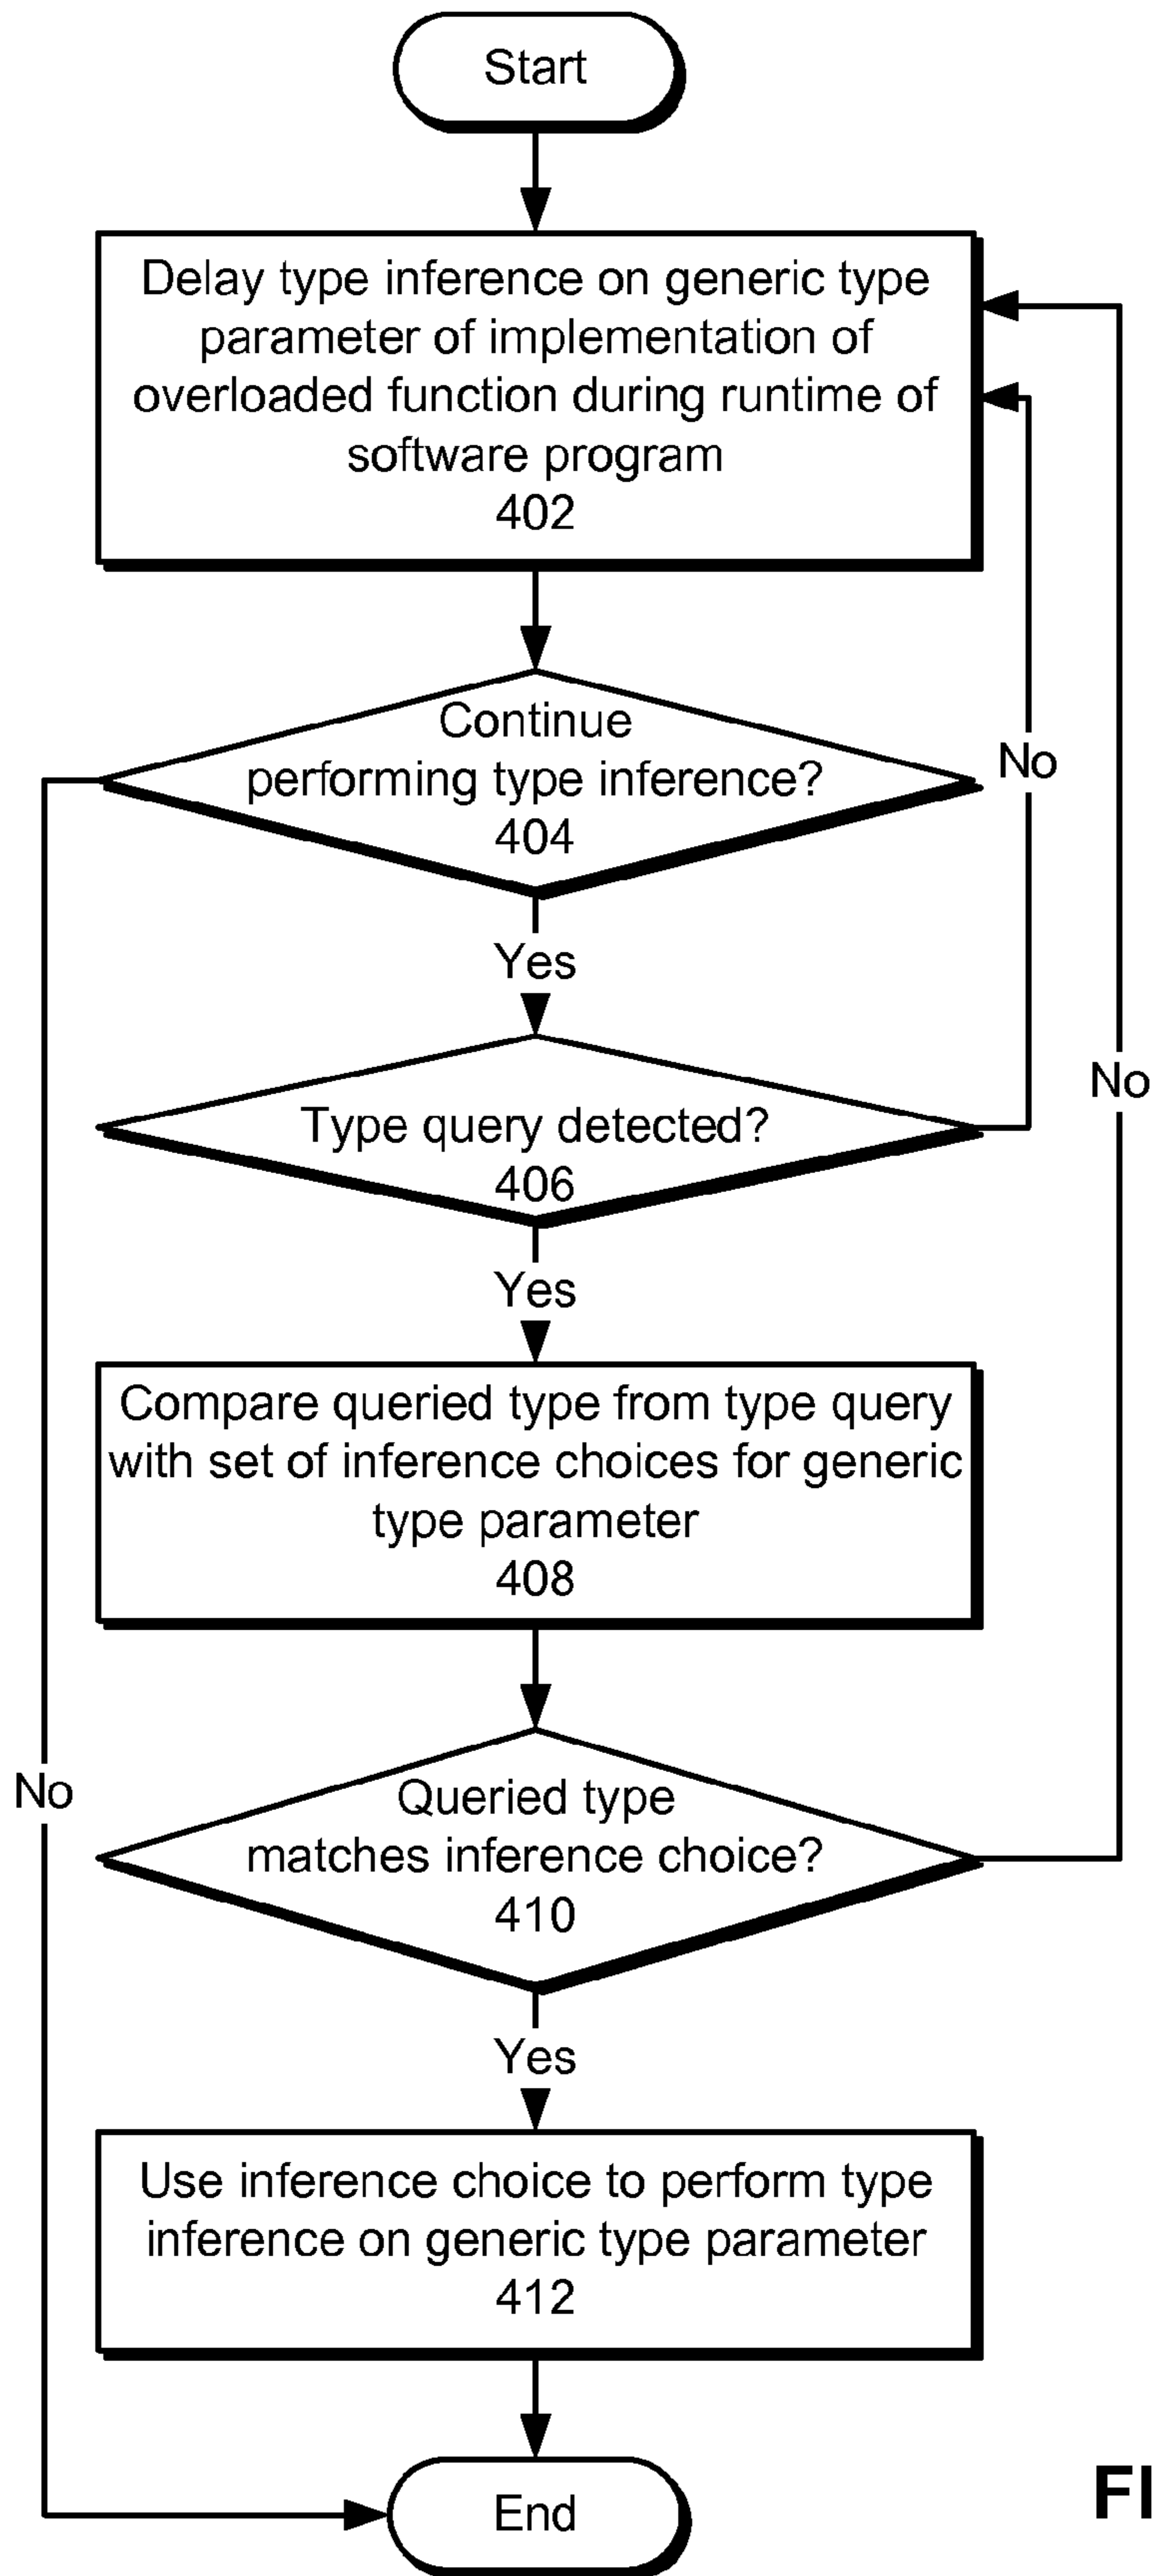 Start
Delay type inference on generic type
parameter of implementation of
overloaded function during runtime of
software program
402
Continue
performing type inference?
404
No
Yes
No
Type query detected?
406
Yes
Compare queried type from type query
with set of inference choices for generic
type parameter
408
No
Queried type
matches inference choice?
410
Yes
Use inference choice to perform type
inference on generic type parameter
412
End
FI